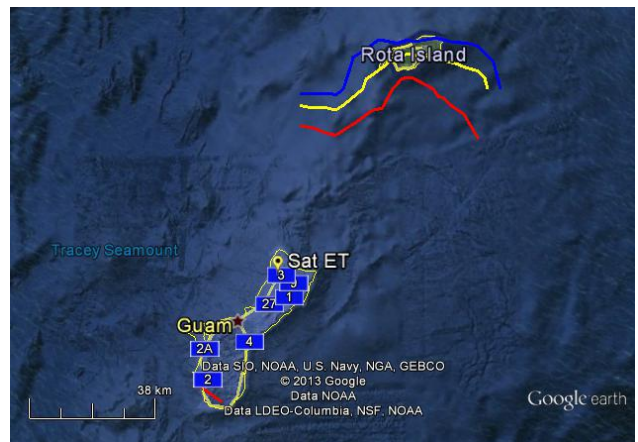 Rota Island
Tracey Seamount
Sat ET
3
1
27
Guam
4
2A
2
Data SIO, NOAA, U.S. Navy, NGA, GEBCO
© 2013 Google
Data NOAA
Data LDEO-Columbia, NSF, NOAA
38 km
Google earth